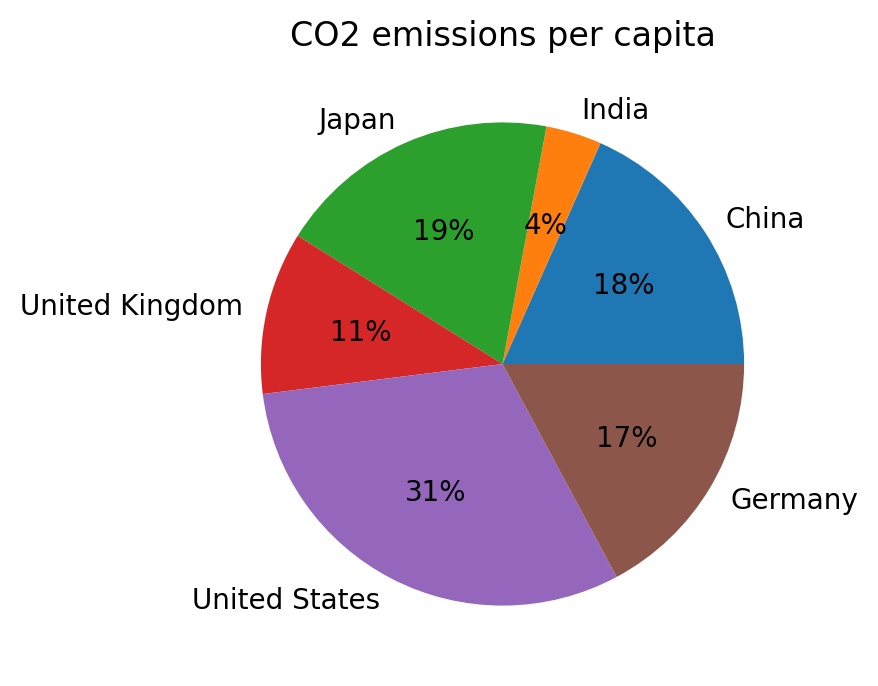 CO2 emissions per capita
India
Japan
China
4%
19%
18%
United Kingdom
11%
17%
31%
Germany
United States